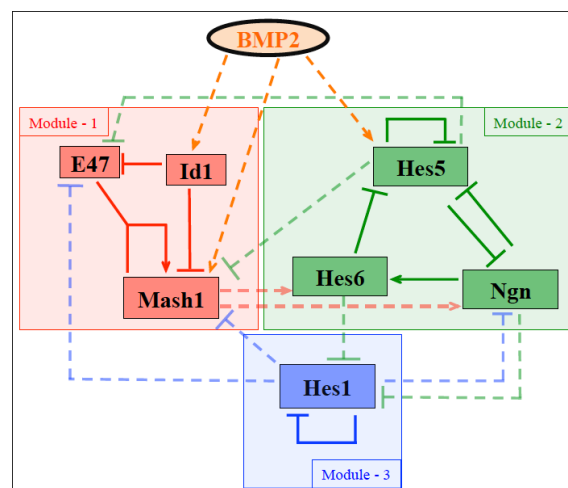 BMP2
Module - 1
Module - 2
E47
Id1
Hes5
Mash1
Hes6
Ngn
Hes1
Module - 3